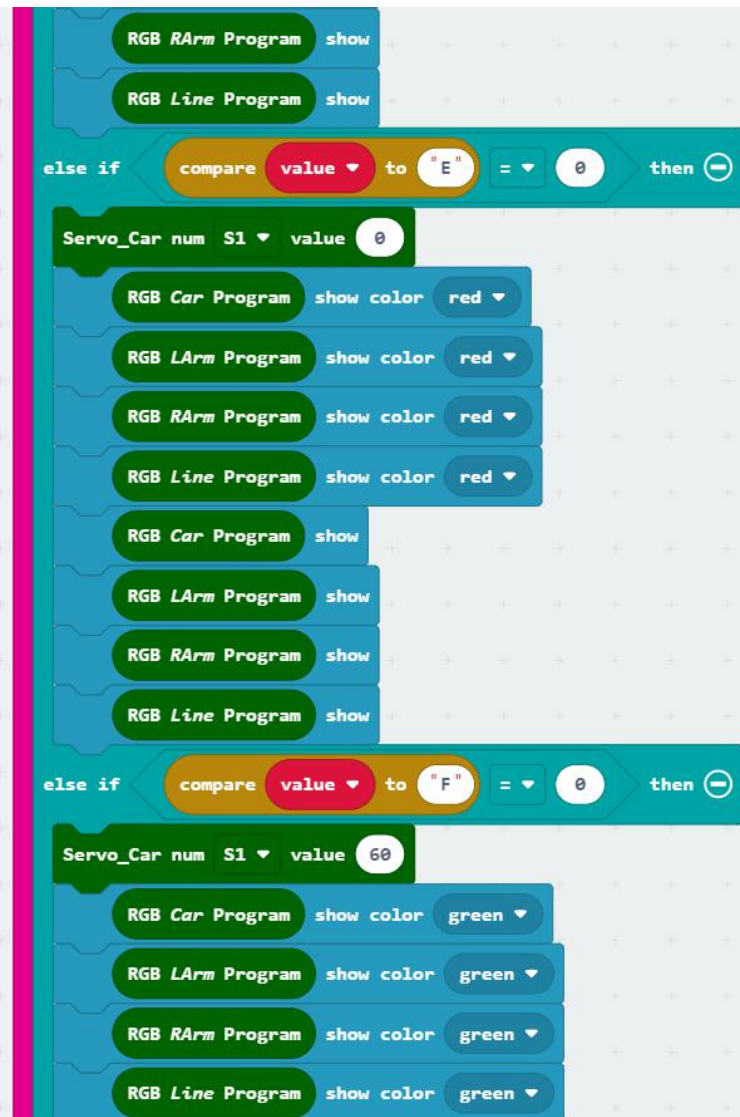 RGB RArm Program show
RGB Line Program show
else if compare value to "E" = 0 then
Servo_Car num S1 value 0
RGB Car Program show color red
RGB LArm Program show color red
RGB RArm Program show color red
RGB Line Program show color red
RGB Car Program show
RGB LArm Program show
RGB RArm Program show
RGB Line Program show
else if compare value to "F" = 0 then
Servo_Car num S1 value 60
RGB Car Program show color green
RGB LArm Program show color green
RGB RArm Program show color green
RGB Line Program show color green